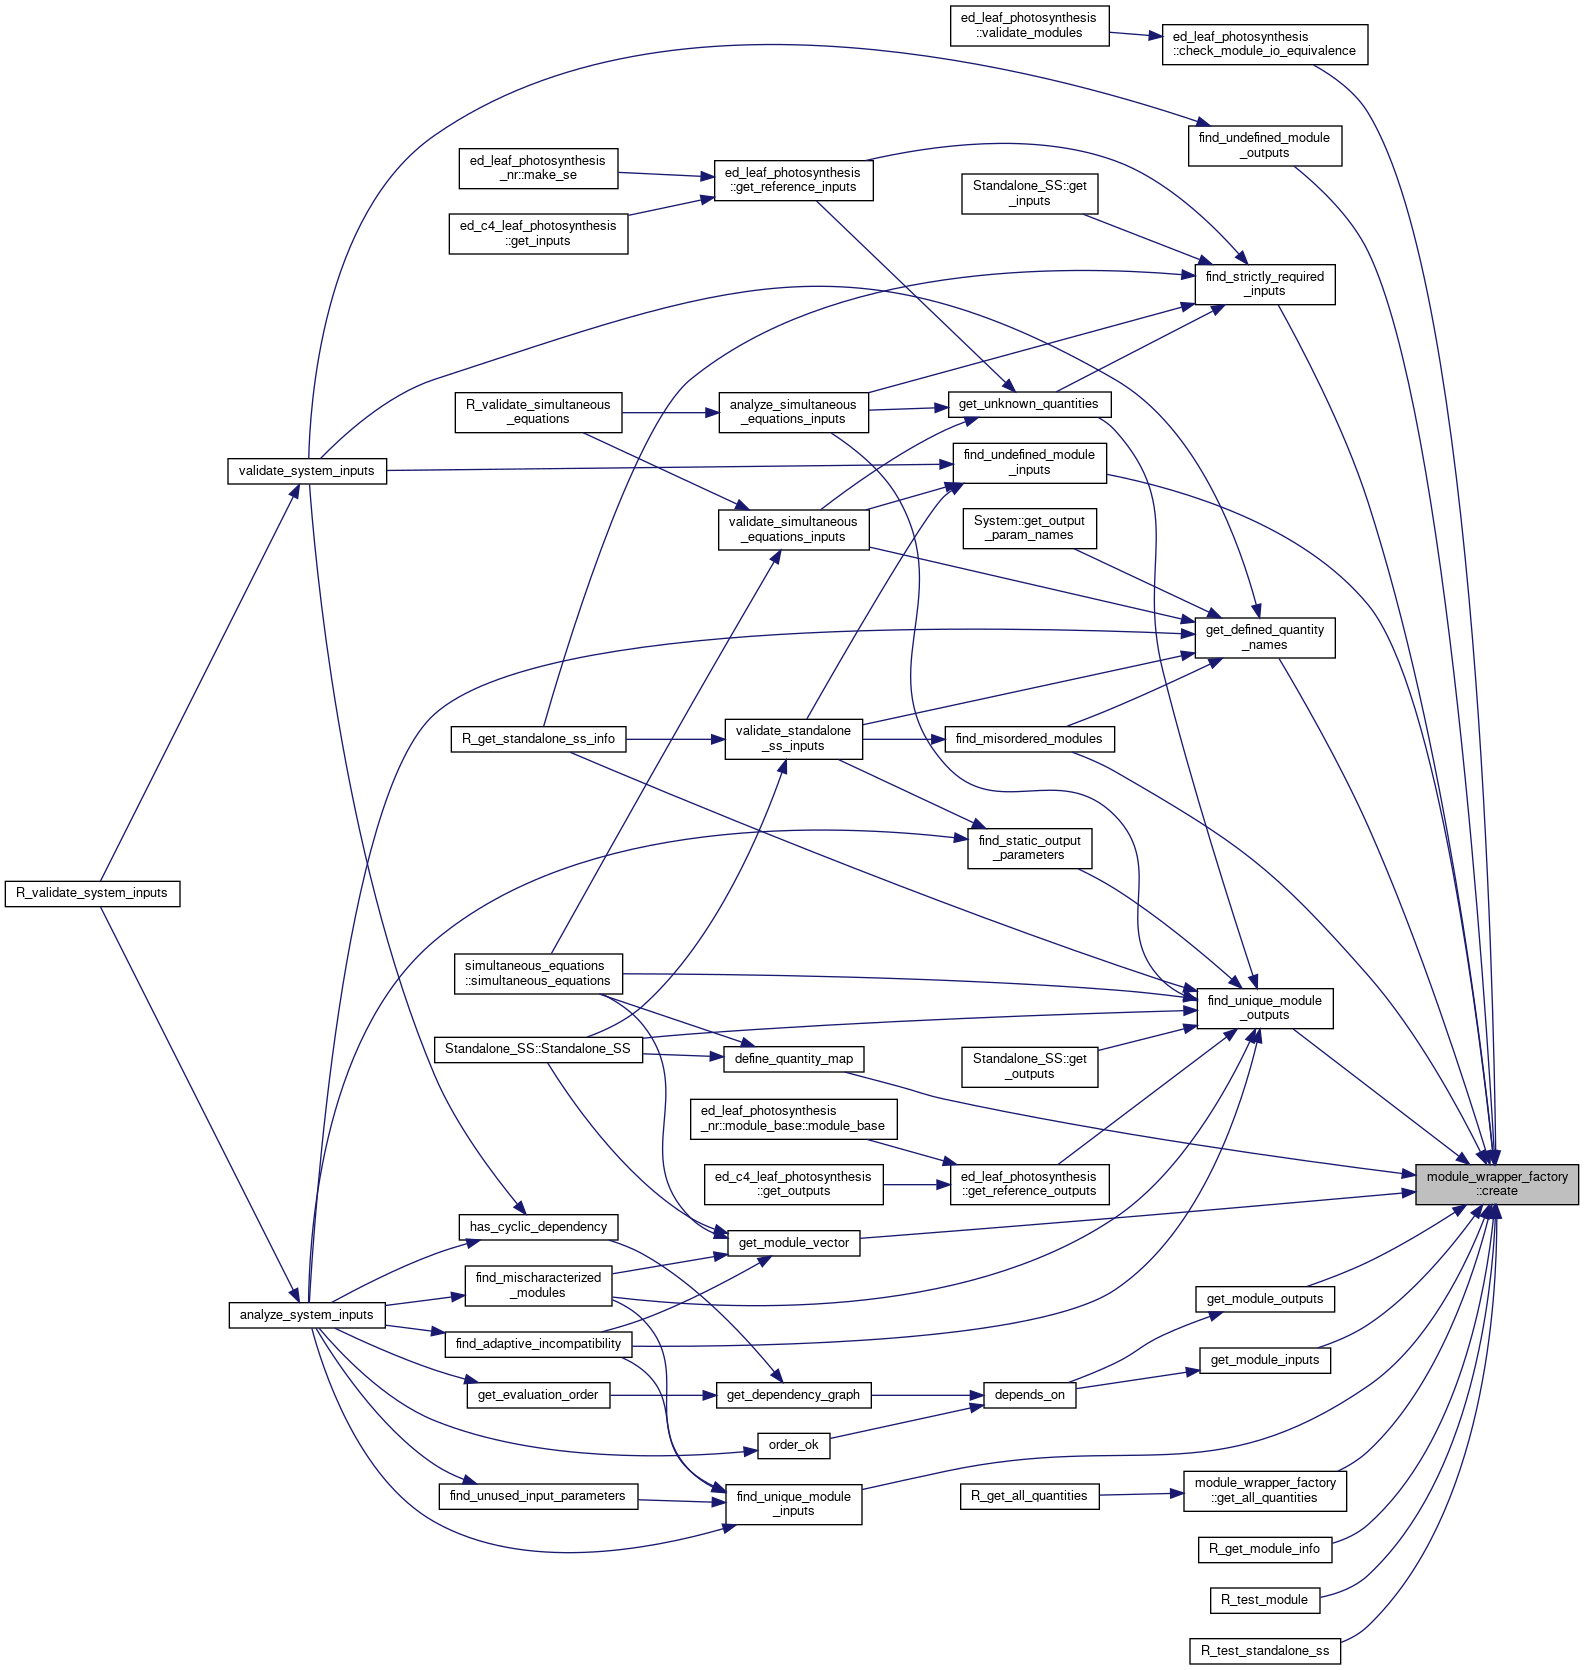 ed_leaf_photosynthesis
::validate_modules
ed_leaf_photosynthesis
::check_module_io_equivalence
find_undefined_module
_outputs
ed_leaf_photosynthesis
_nr::make_se
ed_leaf_photosynthesis
::get_reference_inputs
Standalone_SS::get
_inputs
ed_c4_leaf_photosynthesis
::get_inputs
find_strictly_required
_inputs
R_validate_simultaneous
_equations
analyze_simultaneous
_equations_inputs
get_unknown_quantities
validate_system_inputs
find_undefined_module
_inputs
validate_simultaneous
_equations_inputs
System::get_output
_param_names
get_defined_quantity
_names
R_get_standalone_ss_info
validate_standalone
_ss_inputs
find_misordered_modules
find_static_output
_parameters
R_validate_system_inputs
simultaneous_equations
::simultaneous_equations
find_unique_module
_outputs
Standalone_SS::Standalone_SS
define_quantity_map
Standalone_SS::get
_outputs
ed_leaf_photosynthesis
_nr::module_base::module_base
ed_c4_leaf_photosynthesis
::get_outputs
ed_leaf_photosynthesis
::get_reference_outputs
module_wrapper_factory
::create
has_cyclic_dependency
get_module_vector
find_mischaracterized
_modules
get_module_outputs
analyze_system_inputs
find_adaptive_incompatibility
get_module_inputs
get_evaluation_order
get_dependency_graph
depends_on
order_ok
find_unused_input_parameters
find_unique_module
_inputs
R_get_all_quantities
module_wrapper_factory
::get_all_quantities
R_get_module_info
R_test_module
R_test_standalone_ss